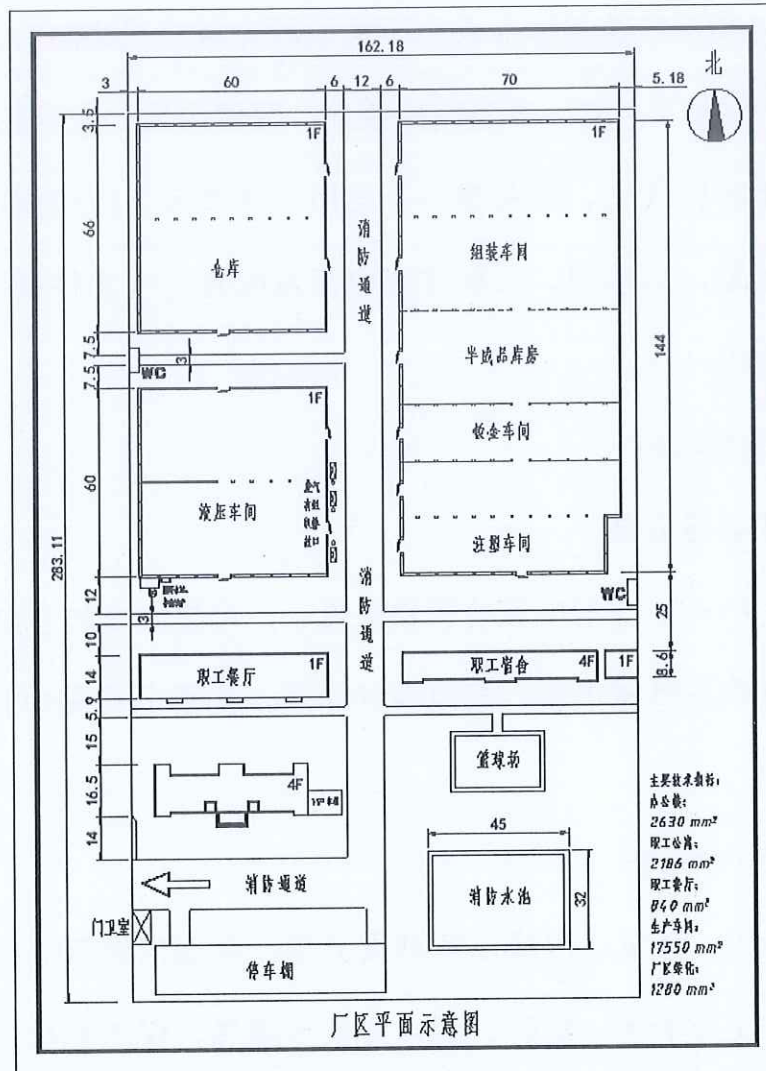 162.18
3
60
6
12
6
70
5.18
北
3.5
1F
1F
66
消防通道
仓库
组装车间
7.5
3
WC
半成品库房
144
7.5
1F
钣金车间
60
液压车间
注塑车间
283.11
12
消防通道
WC
3
25
10
14
职工餐厅
1F
职工宿舍
4F
1F
8.6
5.9
15
篮球场
16.5
4F
14
45
主要技术指标:
办公楼:
2630 mm²
职工公寓:
2186 mm²
职工餐厅:
840 mm²
生产车间:
17550 mm²
厂区绿化:
1280 mm²
消防通道
消防水池
32
门卫室
停车棚
厂区平面示意图